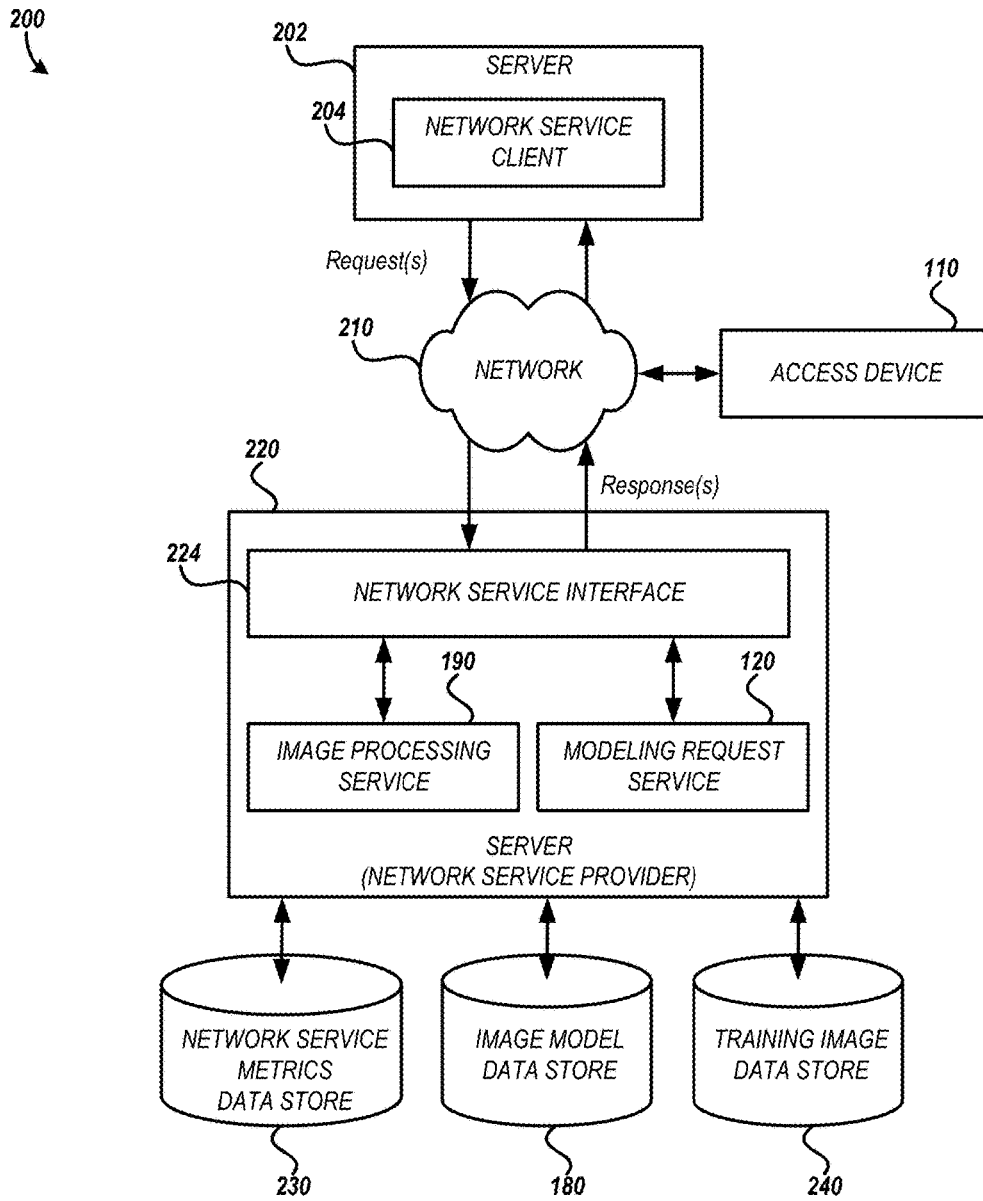 200
202
SERVER
204
NETWORK SERVICE
CLIENT
Request(s)
110
210
NETWORK
ACCESS DEVICE
220
Response(s)
224
NETWORK SERVICE INTERFACE
190
120
IMAGE PROCESSING
SERVICE
MODELING REQUEST
SERVICE
SERVER
(NETWORK SERVICE PROVIDER)
NETWORK SERVICE
METRICS
DATA STORE
IMAGE MODEL
DATA STORE
TRAINING IMAGE
DATA STORE
230
180
240